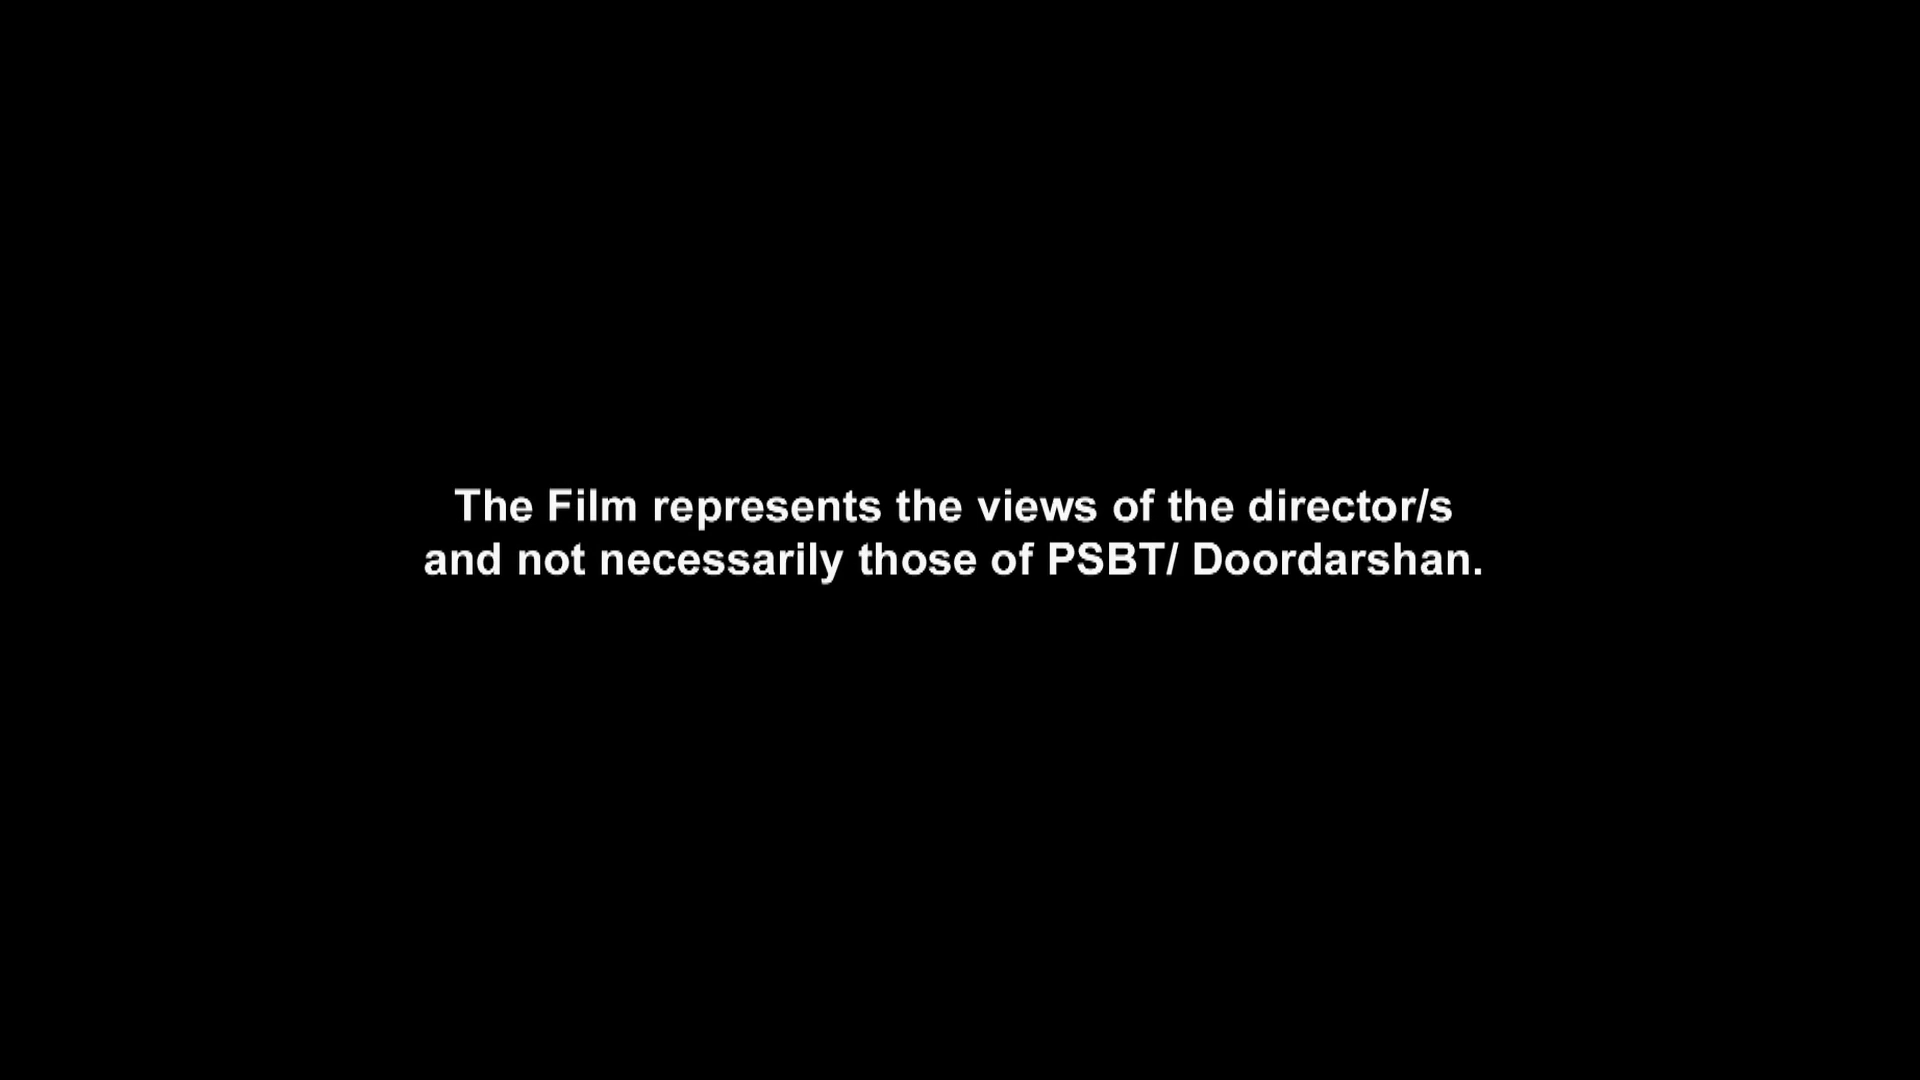 The Film represents the views of the director/s
and not necessarily those of PSBT/ Doordarshan.